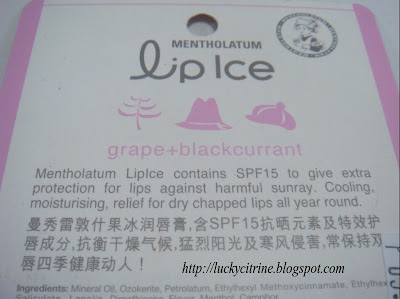 MENTHOLATUM
LipIce
grape+blackcurrant
Mentholatum LipIce contains SPF15 to give extra
protection for lips against harmful sunray. Cooling,
moisturising, relief for dry chapped lips all year round.
曼秀雷敦什果冰润唇膏,含SPF15抗晒元素及特效护
唇成分,抗衡干燥气候,猛烈阳光及寒风侵害,常保持双
唇四季健康动人!
http://luckycitrine.blogspot.com
Ingredients: Mineral Oil, Ozokerite, Petrolatum, Ethylhexyl Methoxycinnamate, Ethylhex
Menthol, Camphor